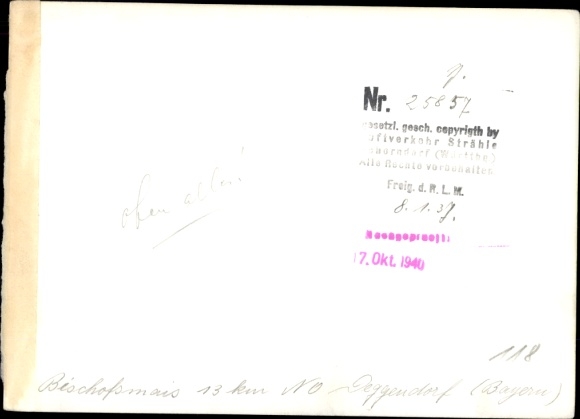 Nr. 25857
gesetzl. gesch. copyrigth by
Luftverkehr Strähle
Schorndorf (Württbg.)
Alle Rechte vorbehalten
Freig. d. R. L. M.
8. 1. 37.
17. Okt. 1940
118
Bischofsmais 13 km NO Deggendorf (Bayern)